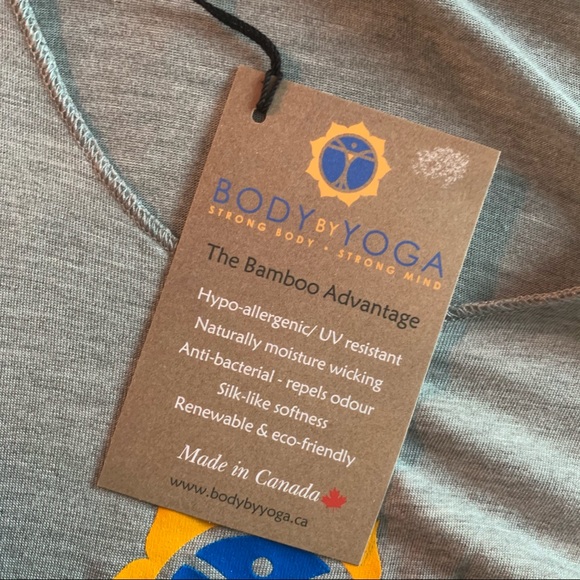 BODY BY YOGA
STRONG BODY • STRONG MIND
The Bamboo Advantage
Hypo-allergenic/ UV resistant
Naturally moisture wicking
Anti-bacterial - repels odour
Silk-like softness
Renewable & eco-friendly
Made in Canada
www.bodybyyoga.ca